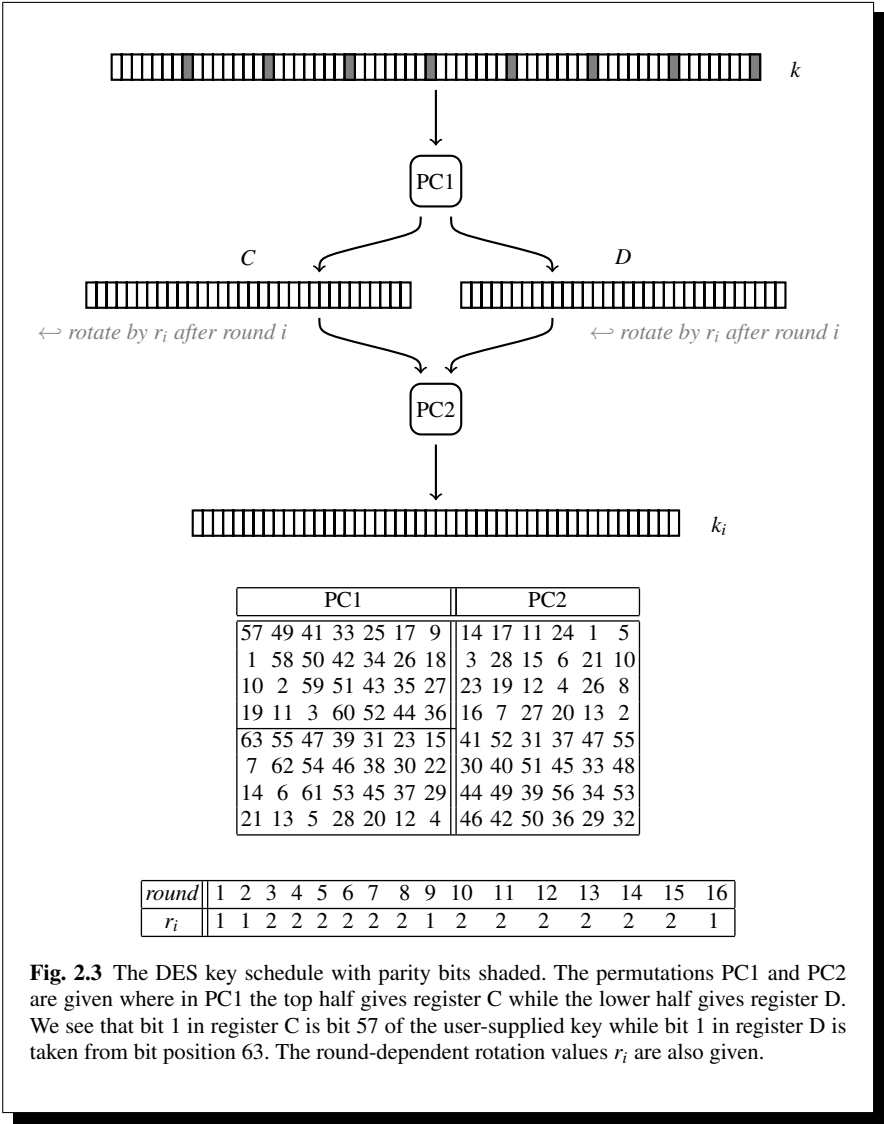 k
PC1
C D
↩ rotate by rᵢ after round i ↩ rotate by rᵢ after round i
PC2
kᵢ
PC1 PC2
57 49 41 33 25 17 9 14 17 11 24 1 5
1 58 50 42 34 26 18 3 28 15 6 21 10
10 2 59 51 43 35 27 23 19 12 4 26 8
19 11 3 60 52 44 36 16 7 27 20 13 2
63 55 47 39 31 23 15 41 52 31 37 47 55
7 62 54 46 38 30 22 30 40 51 45 33 48
14 6 61 53 45 37 29 44 49 39 56 34 53
21 13 5 28 20 12 4 46 42 50 36 29 32
round 1 2 3 4 5 6 7 8 9 10 11 12 13 14 15 16
rᵢ 1 1 2 2 2 2 2 2 1 2 2 2 2 2 2 1
Fig. 2.3 The DES key schedule with parity bits shaded. The permutations PC1 and PC2
are given where in PC1 the top half gives register C while the lower half gives register D.
We see that bit 1 in register C is bit 57 of the user-supplied key while bit 1 in register D is
taken from bit position 63. The round-dependent rotation values rᵢ are also given.